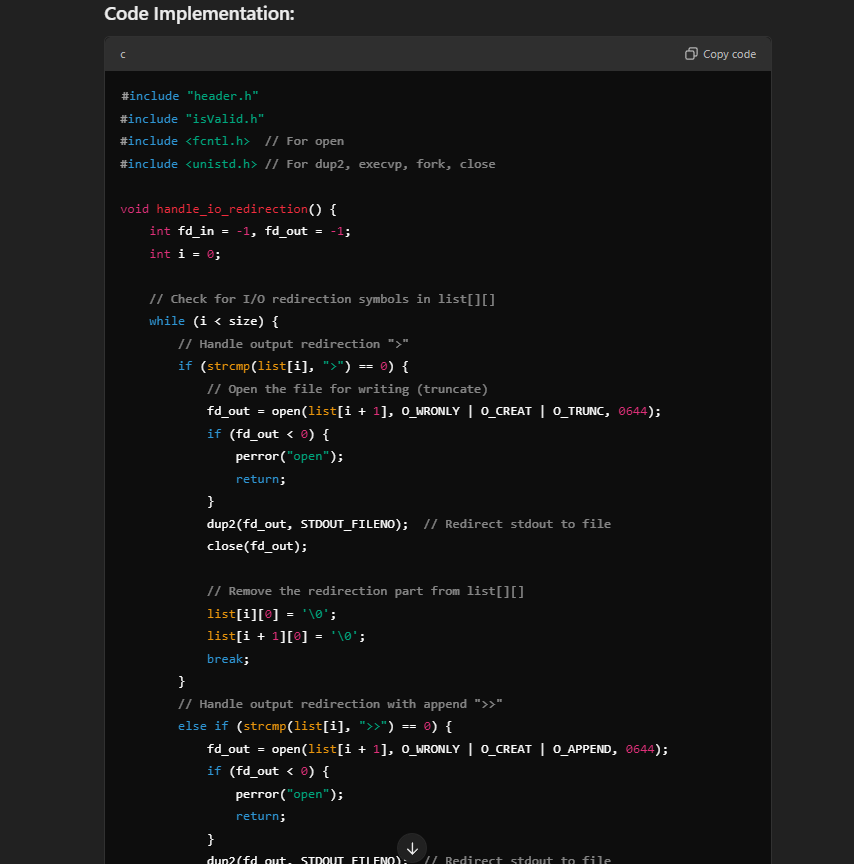 Code Implementation:
c
Copy code
#include "header.h"
#include "isValid.h"
#include <fcntl.h>  // For open
#include <unistd.h> // For dup2, execvp, fork, close
void handle_io_redirection() {
    int fd_in = -1, fd_out = -1;
    int i = 0;
    // Check for I/O redirection symbols in list[][]
    while (i < size) {
        // Handle output redirection ">"
        if (strcmp(list[i], ">") == 0) {
            // Open the file for writing (truncate)
            fd_out = open(list[i + 1], O_WRONLY | O_CREAT | O_TRUNC, 0644);
            if (fd_out < 0) {
                perror("open");
                return;
            }
            dup2(fd_out, STDOUT_FILENO);  // Redirect stdout to file
            close(fd_out);
            // Remove the redirection part from list[][]
            list[i][0] = '\0';
            list[i + 1][0] = '\0';
            break;
        }
        // Handle output redirection with append ">>"
        else if (strcmp(list[i], ">>") == 0) {
            fd_out = open(list[i + 1], O_WRONLY | O_CREAT | O_APPEND, 0644);
            if (fd_out < 0) {
                perror("open");
                return;
            }
            dup2(fd_out, STDOUT_FILENO);  // Redirect stdout to file